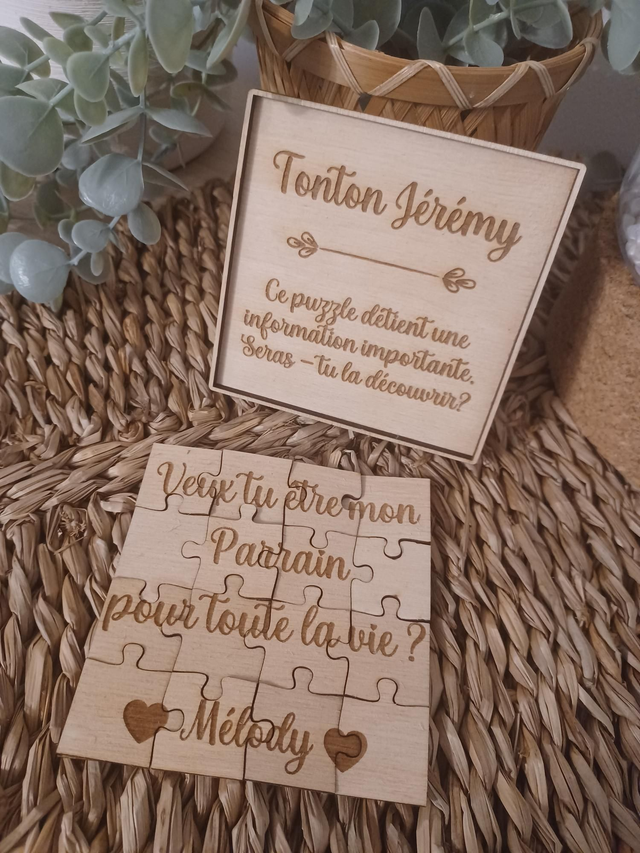 Tonton Jérémy
Ce puzzle détient une
information importante.
Seras -tu la découvrir?
Veux tu être mon
Parrain
pour toute la vie ?
Mélody